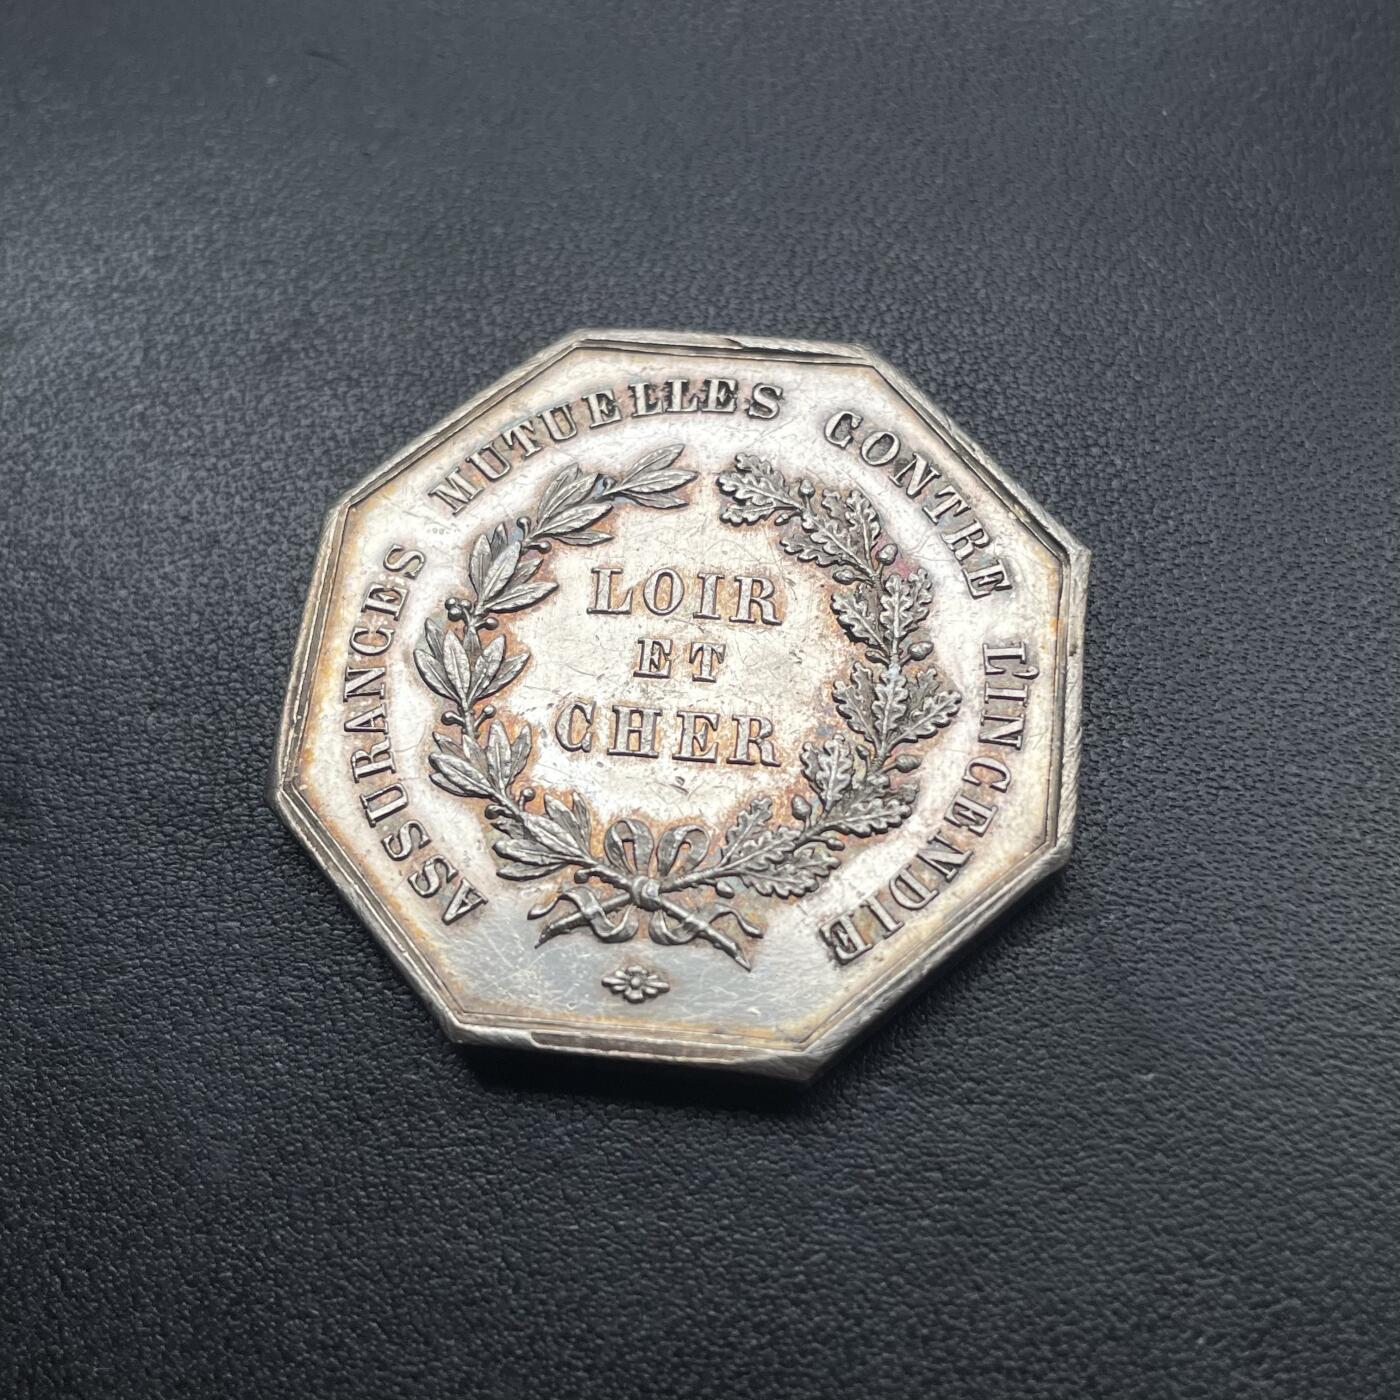 ASSURANCES MUTUELLES CONTRE L'INCENDIE
LOIR
ET
CHER